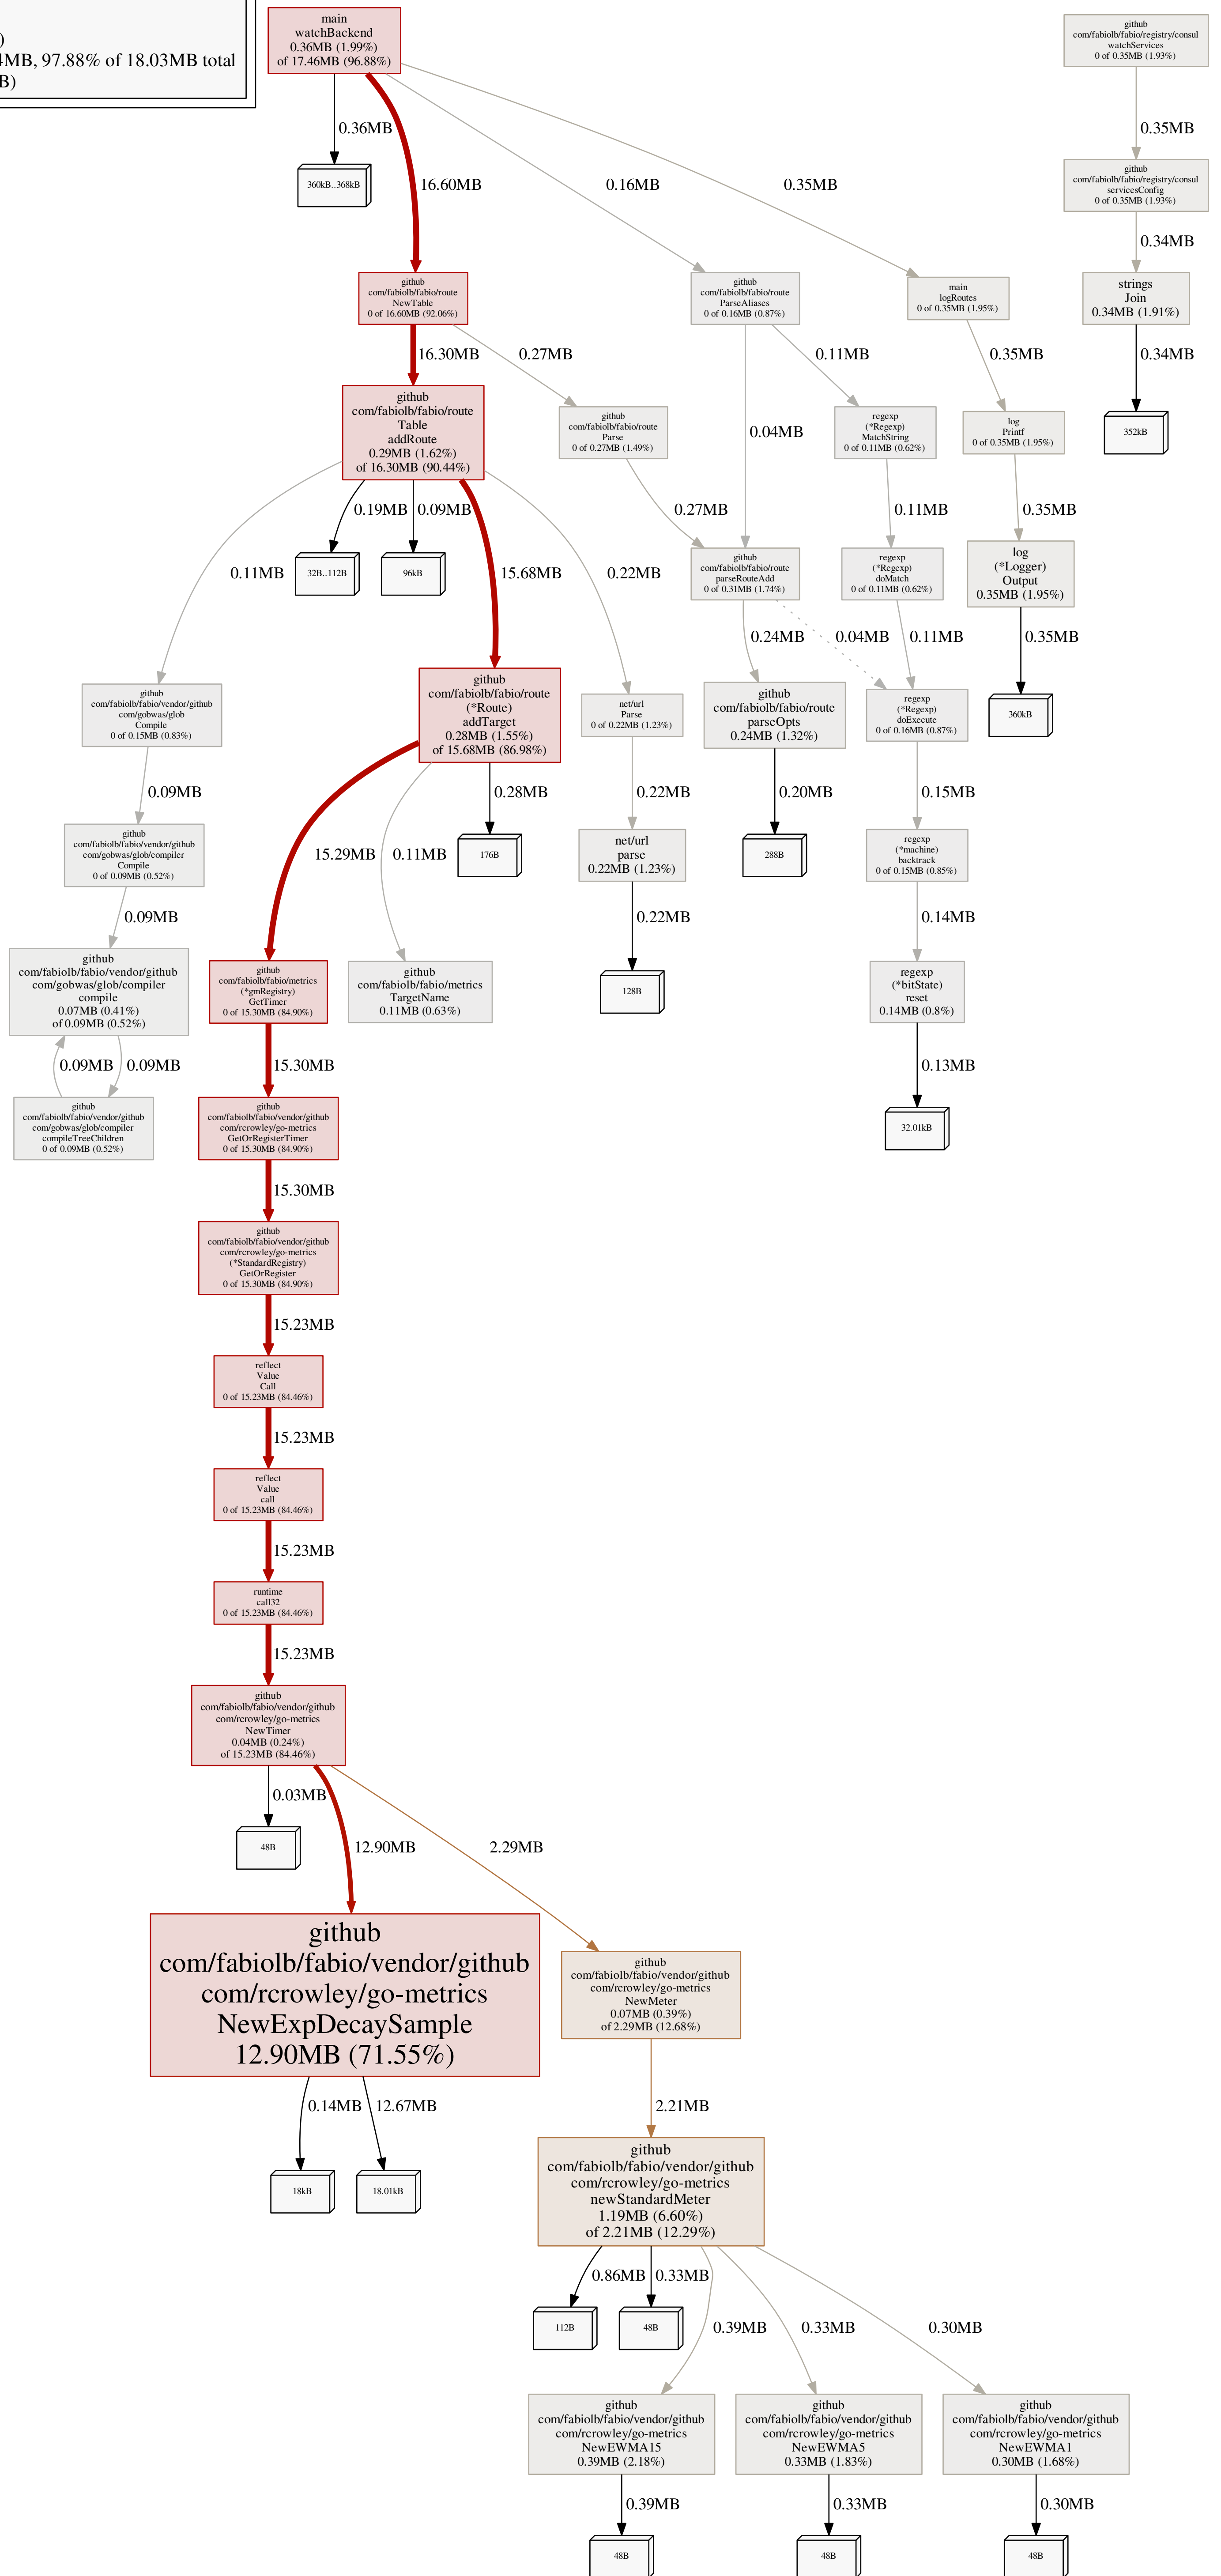 )
4MB, 97.88% of 18.03MB total
B)
main
watchBackend
0.36MB (1.99%)
of 17.46MB (96.88%)
github
com/fabiolb/fabio/registry/consul
watchServices
0 of 0.35MB (1.93%)
0.36MB
16.60MB
0.16MB
0.35MB
0.35MB
360kB..368kB
github
com/fabiolb/fabio/registry/consul
servicesConfig
0 of 0.35MB (1.93%)
0.34MB
github
com/fabiolb/fabio/route
NewTable
0 of 16.60MB (92.06%)
github
com/fabiolb/fabio/route
ParseAliases
0 of 0.16MB (0.87%)
main
logRoutes
0 of 0.35MB (1.95%)
strings
Join
0.34MB (1.91%)
16.30MB
0.27MB
0.04MB
0.11MB
0.35MB
0.34MB
github
com/fabiolb/fabio/route
Table
addRoute
0.29MB (1.62%)
of 16.30MB (90.44%)
github
com/fabiolb/fabio/route
Parse
0 of 0.27MB (1.49%)
regexp
(*Regexp)
MatchString
0 of 0.11MB (0.62%)
log
Printf
0 of 0.35MB (1.95%)
352kB
0.11MB
0.19MB
0.09MB
15.68MB
0.22MB
0.27MB
0.11MB
0.35MB
32B..112B
96kB
github
com/fabiolb/fabio/route
parseRouteAdd
0 of 0.31MB (1.74%)
regexp
(*Regexp)
doMatch
0 of 0.11MB (0.62%)
log
(*Logger)
Output
0.35MB (1.95%)
0.24MB
0.04MB
0.11MB
0.35MB
github
com/fabiolb/fabio/vendor/github
com/gobwas/glob
Compile
0 of 0.15MB (0.83%)
github
com/fabiolb/fabio/route
(*Route)
addTarget
0.28MB (1.55%)
of 15.68MB (86.98%)
net/url
Parse
0 of 0.22MB (1.23%)
github
com/fabiolb/fabio/route
parseOpts
0.24MB (1.32%)
regexp
(*Regexp)
doExecute
0 of 0.16MB (0.87%)
360kB
0.09MB
15.29MB
0.11MB
0.28MB
0.22MB
0.20MB
0.15MB
github
com/fabiolb/fabio/vendor/github
com/gobwas/glob/compiler
Compile
0 of 0.09MB (0.52%)
176B
net/url
parse
0.22MB (1.23%)
288B
regexp
(*machine)
backtrack
0 of 0.15MB (0.85%)
0.09MB
0.22MB
0.14MB
github
com/fabiolb/fabio/vendor/github
com/gobwas/glob/compiler
compile
0.07MB (0.41%)
of 0.09MB (0.52%)
github
com/fabiolb/fabio/metrics
(*gmRegistry)
GetTimer
0 of 15.30MB (84.90%)
github
com/fabiolb/fabio/metrics
TargetName
0.11MB (0.63%)
128B
regexp
(*bitState)
reset
0.14MB (0.8%)
0.09MB
0.09MB
15.30MB
0.13MB
github
com/fabiolb/fabio/vendor/github
com/gobwas/glob/compiler
compileTreeChildren
0 of 0.09MB (0.52%)
github
com/fabiolb/fabio/vendor/github
com/rcrowley/go-metrics
GetOrRegisterTimer
0 of 15.30MB (84.90%)
32.01kB
15.30MB
github
com/fabiolb/fabio/vendor/github
com/rcrowley/go-metrics
(*StandardRegistry)
GetOrRegister
0 of 15.30MB (84.90%)
15.23MB
reflect
Value
Call
0 of 15.23MB (84.46%)
15.23MB
reflect
Value
call
0 of 15.23MB (84.46%)
15.23MB
runtime
call32
0 of 15.23MB (84.46%)
15.23MB
github
com/fabiolb/fabio/vendor/github
com/rcrowley/go-metrics
NewTimer
0.04MB (0.24%)
of 15.23MB (84.46%)
0.03MB
12.90MB
2.29MB
48B
github
com/fabiolb/fabio/vendor/github
com/rcrowley/go-metrics
NewExpDecaySample
12.90MB (71.55%)
github
com/fabiolb/fabio/vendor/github
com/rcrowley/go-metrics
NewMeter
0.07MB (0.39%)
of 2.29MB (12.68%)
0.14MB
12.67MB
2.21MB
18kB
18.01kB
github
com/fabiolb/fabio/vendor/github
com/rcrowley/go-metrics
newStandardMeter
1.19MB (6.60%)
of 2.21MB (12.29%)
0.86MB
0.33MB
0.39MB
0.33MB
0.30MB
112B
48B
github
com/fabiolb/fabio/vendor/github
com/rcrowley/go-metrics
NewEWMA15
0.39MB (2.18%)
github
com/fabiolb/fabio/vendor/github
com/rcrowley/go-metrics
NewEWMA5
0.33MB (1.83%)
github
com/fabiolb/fabio/vendor/github
com/rcrowley/go-metrics
NewEWMA1
0.30MB (1.68%)
0.39MB
0.33MB
0.30MB
48B
48B
48B